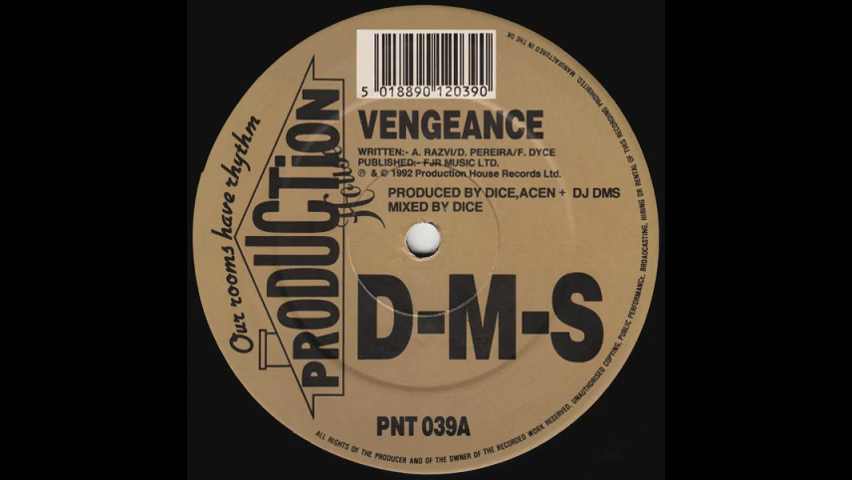 5 018890 120390
VENGEANCE
WRITTEN:- A. RAZVI/D. PEREIRA/F. DYCE
PUBLISHED:- FJR MUSIC LTD.
℗ & © 1992 Production House Records Ltd.
PRODUCED BY DICE,ACEN + DJ DMS
MIXED BY DICE
D-M-S
PNT 039A
Our rooms have rhythm
PRODUCTiON
House
ALL RIGHTS OF THE PRODUCER AND OF THE OWNER OF THE RECORDED WORK RESERVED. UNAUTHORISED COPYING, PUBLIC PERFORMANCE, BROADCASTING, HIRING OR RENTAL OF THIS RECORDING PROHIBITED. MANUFACTURED IN THE UK